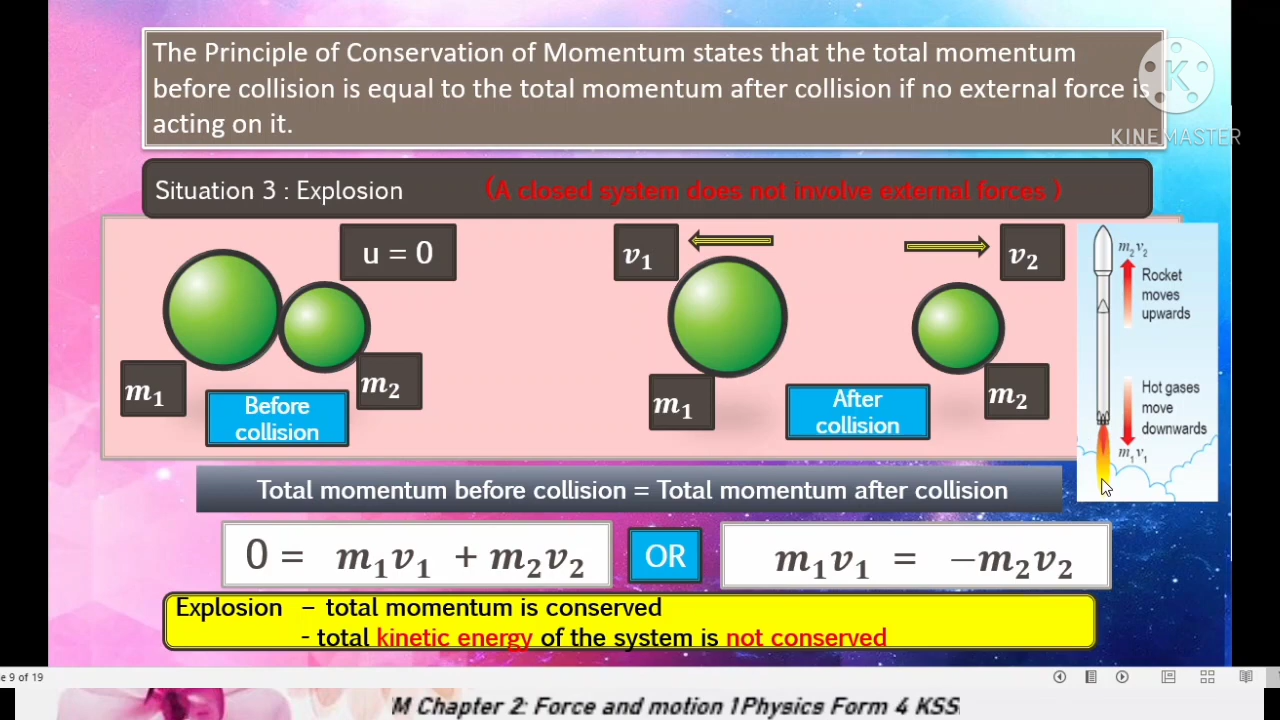 The Principle of Conservation of Momentum states that the total momentum
before collision is equal to the total momentum after collision if no external force is
acting on it.
K
KINEMASTER
Situation 3 : Explosion (A closed system does not involve external forces )
u = 0
v₁
v₂
m₁
m₂
Before
collision
m₁
m₂
After
collision
m₂v₂
Rocket
moves
upwards
Hot gases
move
downwards
m₁v₁
Total momentum before collision = Total momentum after collision
0 = m₁v₁ + m₂v₂
OR
m₁v₁ = −m₂v₂
Explosion – total momentum is conserved
- total kinetic energy of the system is not conserved
e 9 of 19
M Chapter 2: Force and motion 1Physics Form 4 KSS